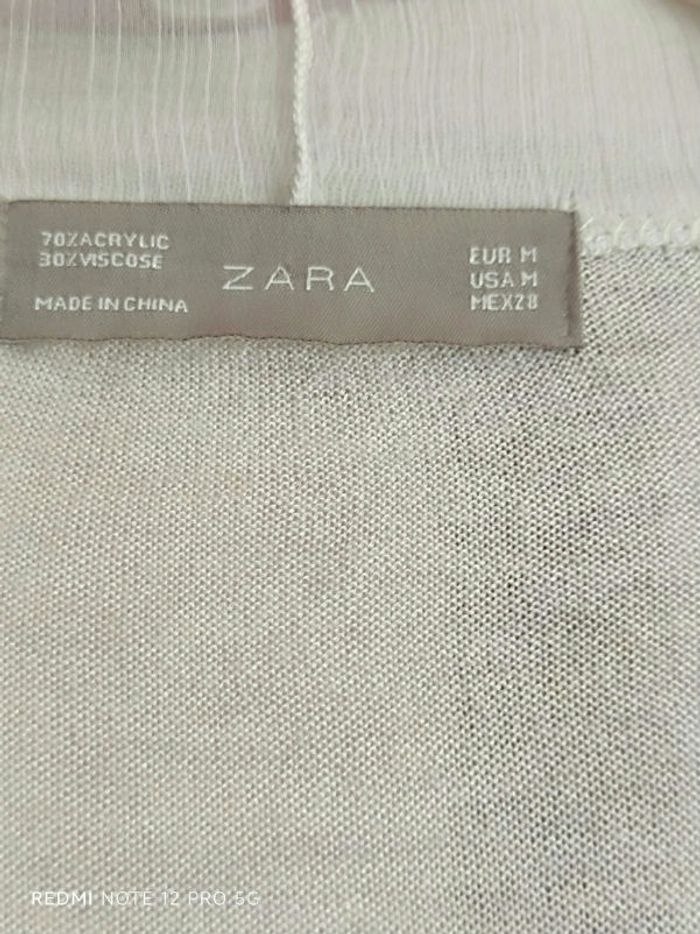 70%ACRYLIC
30%VISCOSE
MADE IN CHINA
ZARA
EUR M
USA M
MEX28
REDMI NOTE 12 PRO 5G